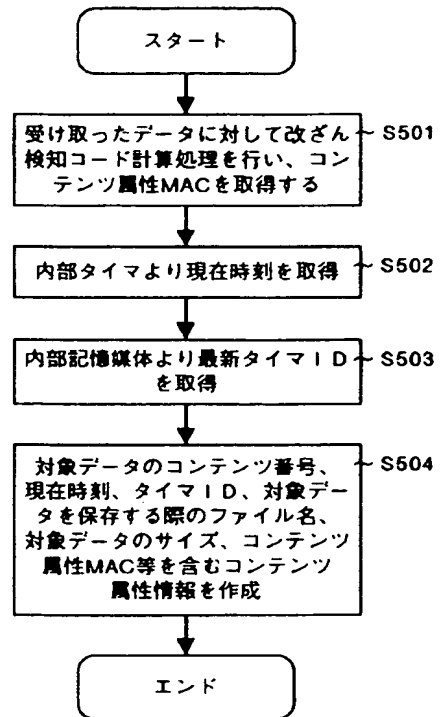 スタート
受け取ったデータに対して改ざん
検知コード計算処理を行い、コン
テンツ属性MACを取得する
~ S501
内部タイマより現在時刻を取得
~ S502
内部記憶媒体より最新タイマID
を取得
~ S503
対象データのコンテンツ番号、
現在時刻、タイマID、対象デー
タを保存する際のファイル名、
対象データのサイズ、コンテンツ
属性MAC等を含むコンテンツ
属性情報を作成
~ S504
エンド